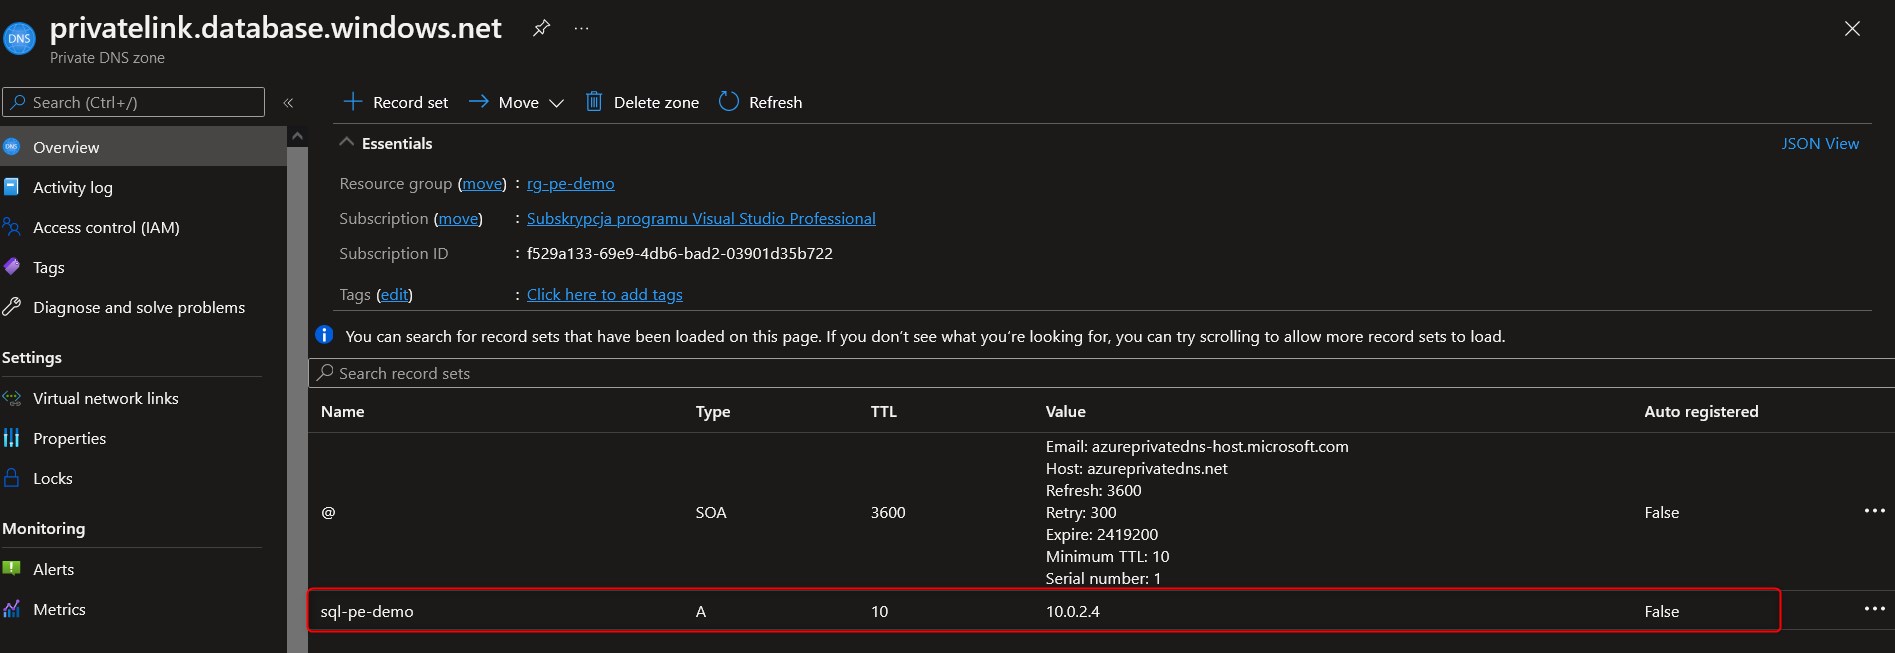 DNS
privatelink.database.windows.net
...
Private DNS zone
Search (Ctrl+/)
«
Record set
Move
Delete zone
Refresh
Overview
Activity log
Access control (IAM)
Tags
Diagnose and solve problems
Settings
Virtual network links
Properties
Locks
Monitoring
Alerts
Metrics
Essentials
JSON View
Resource group (move) : rg-pe-demo
Subscription (move) : Subskrypcja programu Visual Studio Professional
Subscription ID : f529a133-69e9-4db6-bad2-03901d35b722
Tags (edit) : Click here to add tags
You can search for record sets that have been loaded on this page. If you don't see what you're looking for, you can try scrolling to allow more record sets to load.
Search record sets
Name Type TTL Value Auto registered
Email: azureprivatedns-host.microsoft.com
Host: azureprivatedns.net
Refresh: 3600
@ SOA 3600 Retry: 300 False ...
Expire: 2419200
Minimum TTL: 10
Serial number: 1
sql-pe-demo A 10 10.0.2.4 False ...